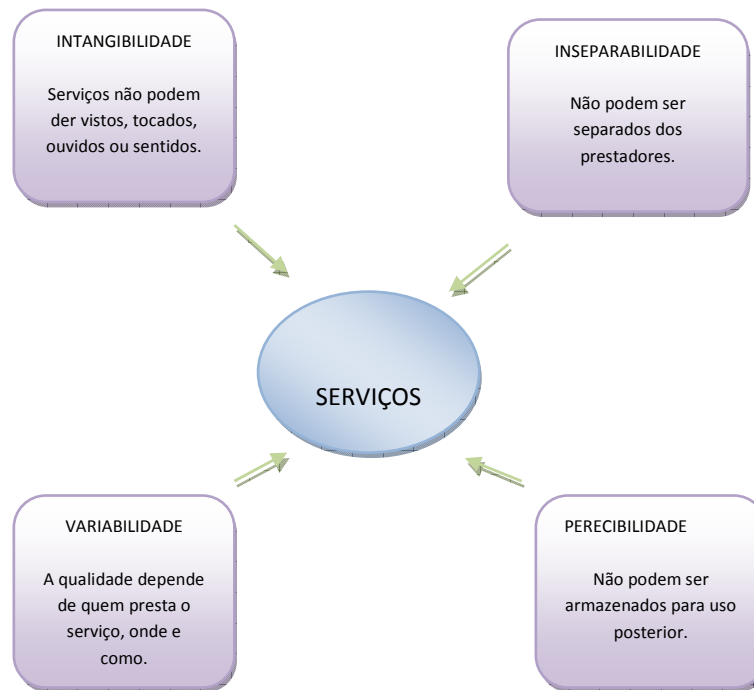 INTANGIBILIDADE
Serviços não podem
der vistos, tocados,
ouvidos ou sentidos.
INSEPARABILIDADE
Não podem ser
separados dos
prestadores.
SERVIÇOS
VARIABILIDADE
A qualidade depende
de quem presta o
serviço, onde e
como.
PERECIBILIDADE
Não podem ser
armazenados para uso
posterior.